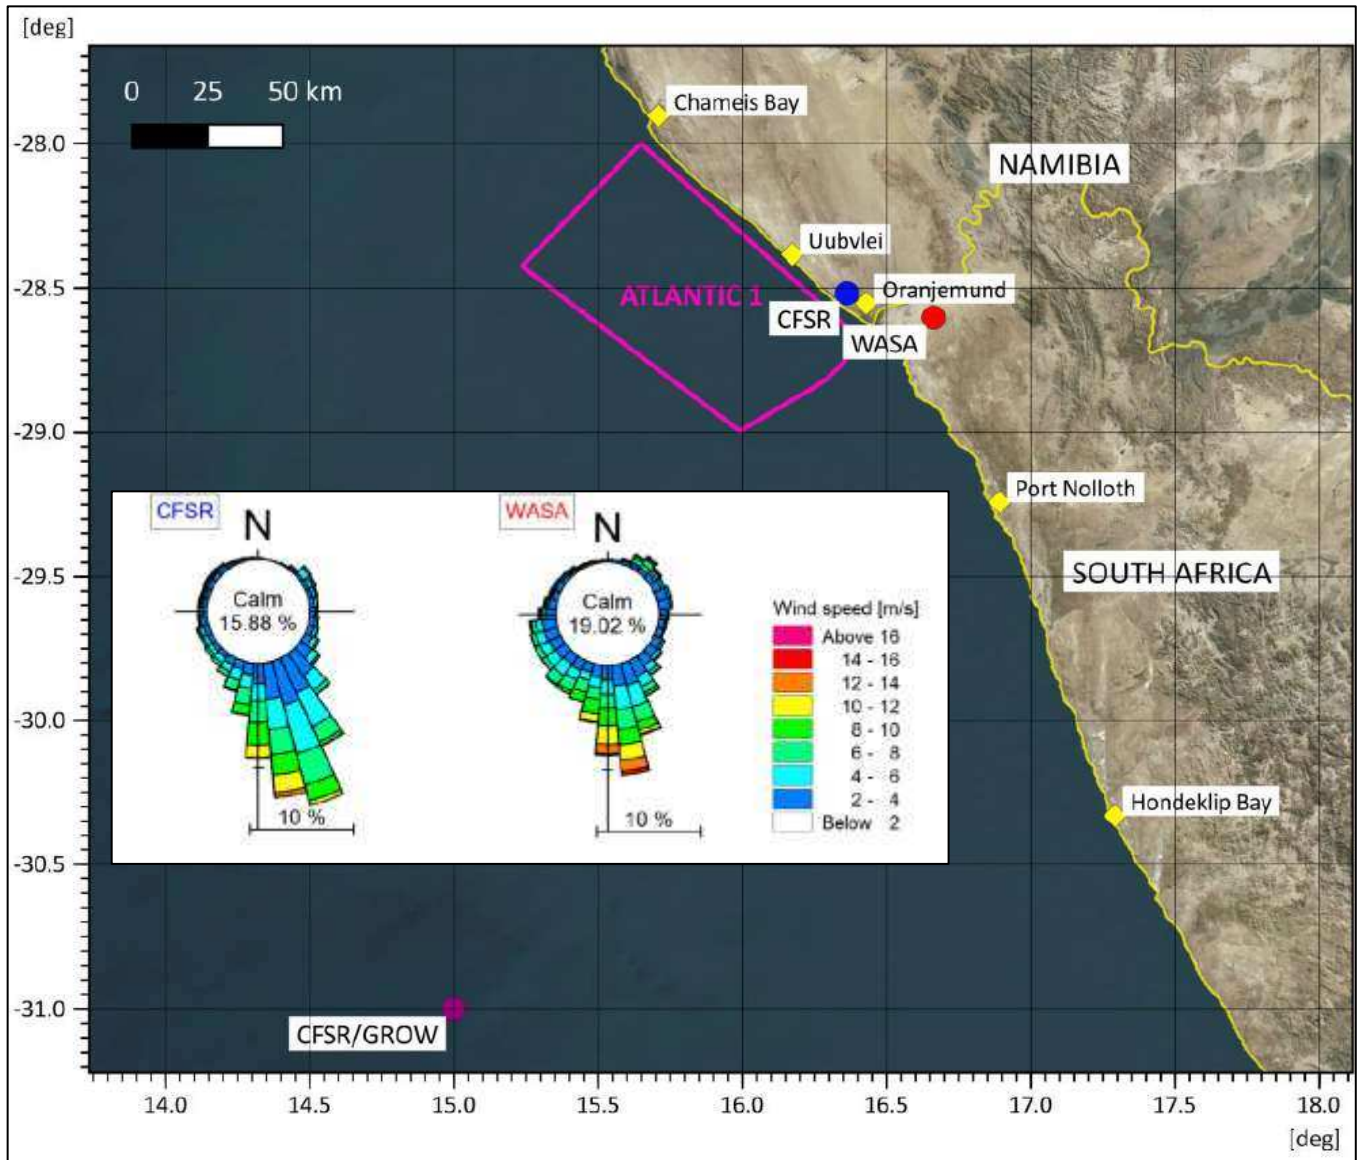 [deg]
0 25 50 km
Chameis Bay
-28.0
NAMIBIA
Uubvlei
-28.5
ATLANTIC 1
Oranjemund
CFSR
WASA
-29.0
Port Nolloth
CFSR
WASA
N
N
-29.5
SOUTH AFRICA
Calm
15.88 %
Calm
19.02 %
Wind speed [m/s]
Above 16
14 - 16
12 - 14
10 - 12
8 - 10
6 - 8
4 - 6
2 - 4
Below 2
10 %
10 %
-30.0
Hondeklip Bay
-30.5
-31.0
CFSR/GROW
14.0 14.5 15.0 15.5 16.0 16.5 17.0 17.5 18.0
[deg]